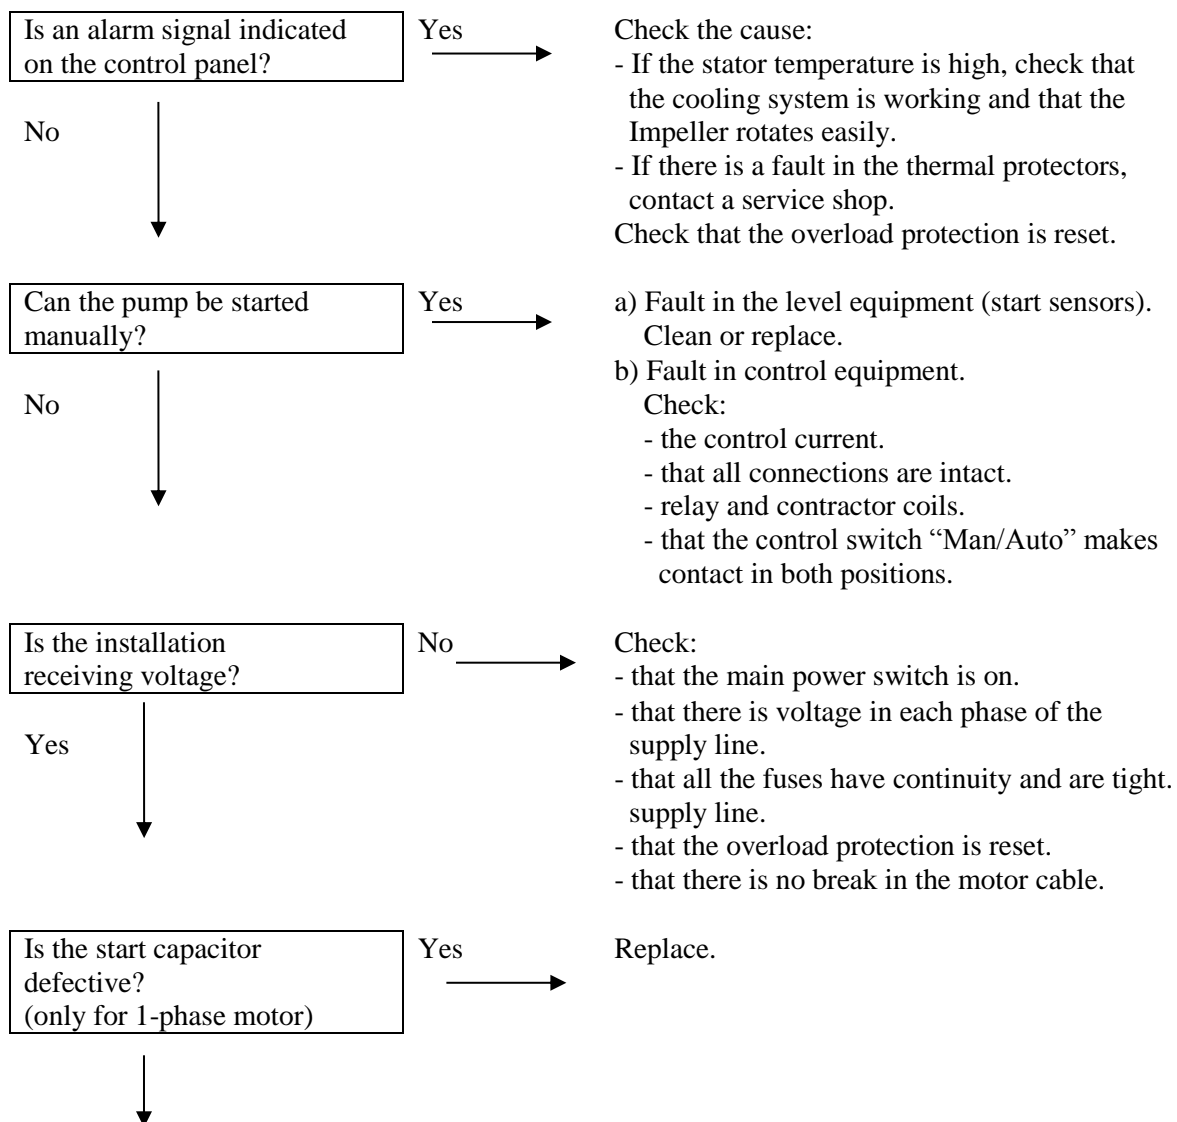 Is an alarm signal indicated
on the control panel?
Yes
Check the cause:
- If the stator temperature is high, check that
the cooling system is working and that the
Impeller rotates easily.
- If there is a fault in the thermal protectors,
contact a service shop.
Check that the overload protection is reset.
No
Can the pump be started
manually?
Yes
a) Fault in the level equipment (start sensors).
Clean or replace.
b) Fault in control equipment.
Check:
- the control current.
- that all connections are intact.
- relay and contractor coils.
- that the control switch “Man/Auto” makes
contact in both positions.
No
Is the installation
receiving voltage?
No
Check:
- that the main power switch is on.
- that there is voltage in each phase of the
supply line.
- that all the fuses have continuity and are tight.
supply line.
- that the overload protection is reset.
- that there is no break in the motor cable.
Yes
Is the start capacitor
defective?
(only for 1-phase motor)
Yes
Replace.